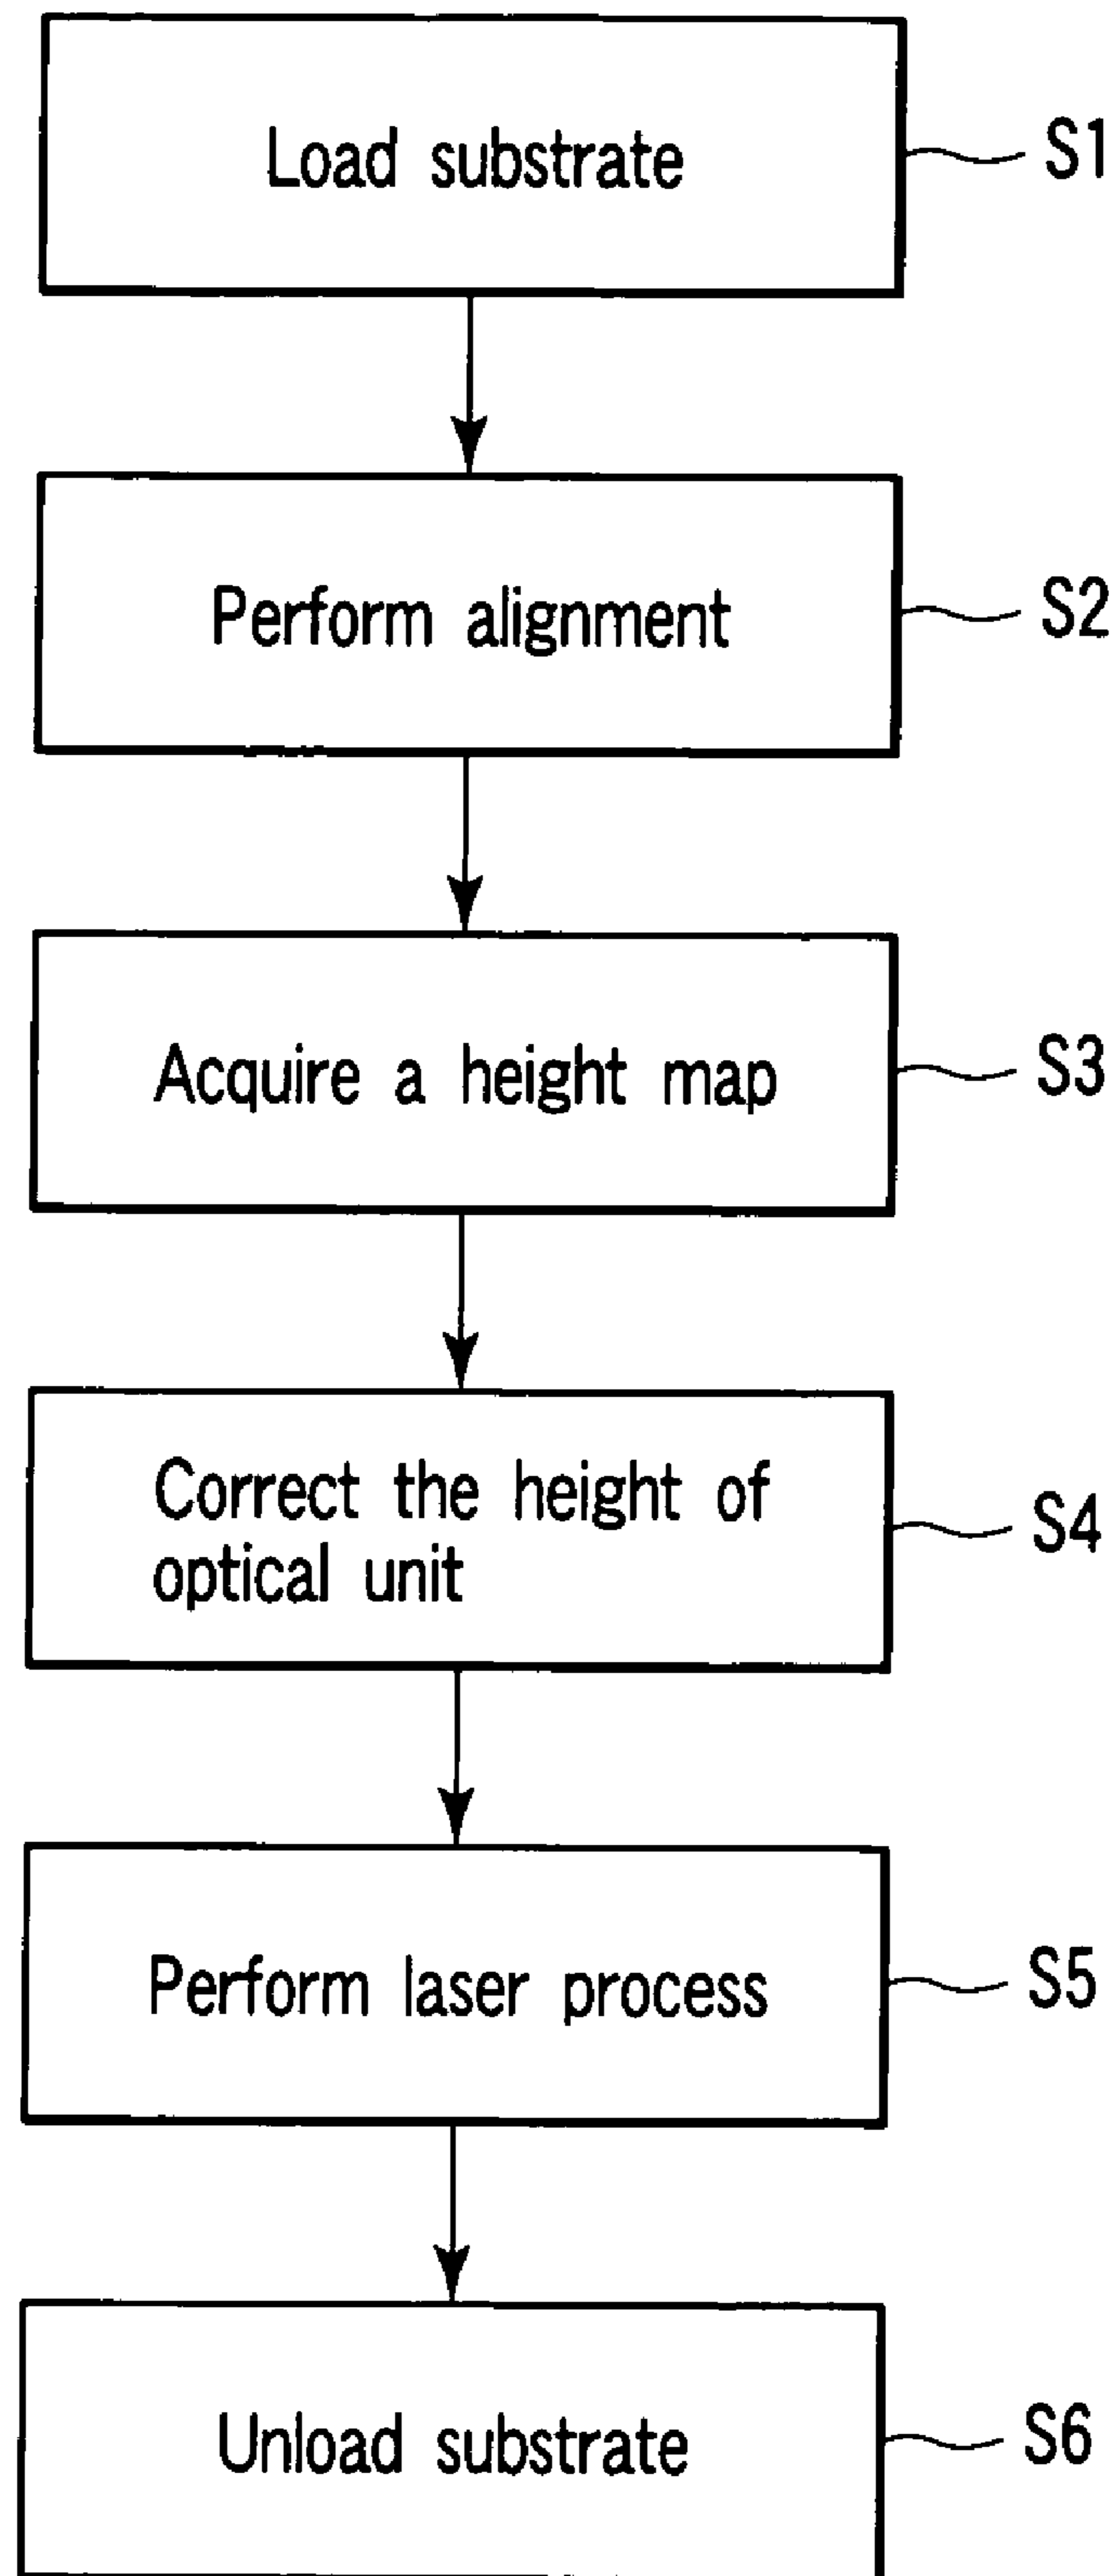 Load substrate
S1
Perform alignment
S2
Acquire a height map
S3
Correct the height of
optical unit
S4
Perform laser process
S5
Unload substrate
S6